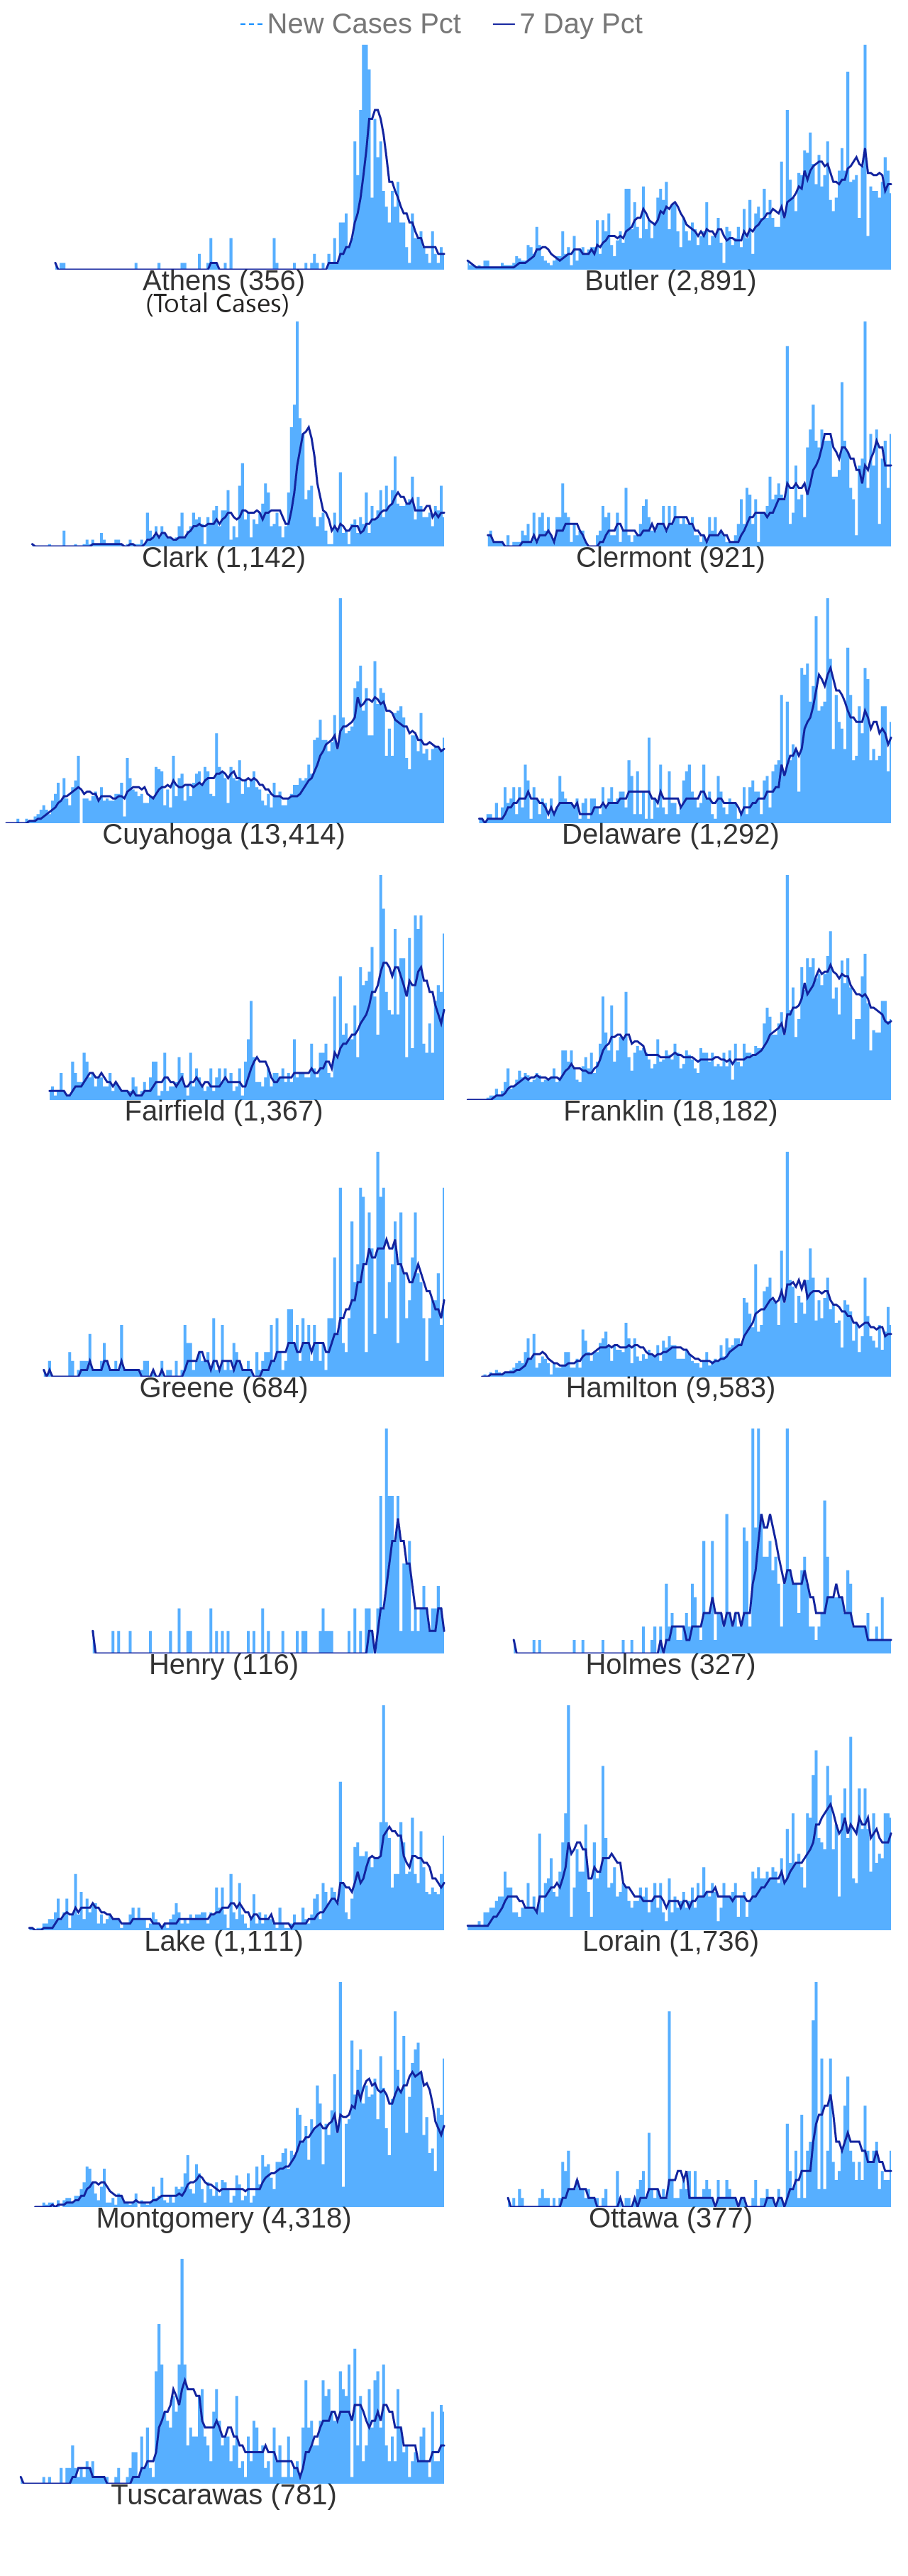 New Cases Pct 7 Day Pct
Athens (356) Butler (2,891)
(Total Cases)
Clark (1,142) Clermont (921)
Cuyahoga (13,414) Delaware (1,292)
Fairfield (1,367) Franklin (18,182)
Greene (684) Hamilton (9,583)
Henry (116) Holmes (327)
Lake (1,111) Lorain (1,736)
Montgomery (4,318) Ottawa (377)
Tuscarawas (781)